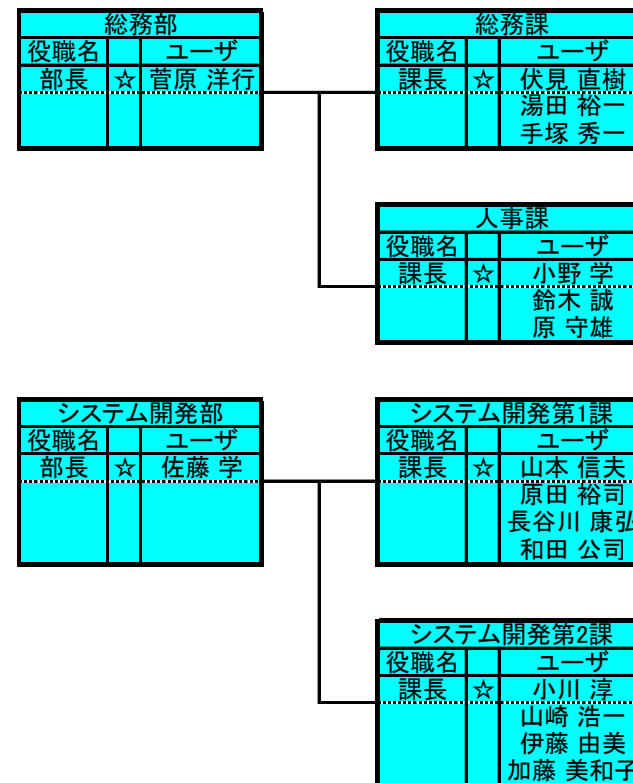 総務部
役職名 ユーザ
部長 ☆ 菅原 洋行
総務課
役職名 ユーザ
課長 ☆ 伏見 直樹
湯田 裕一
手塚 秀一
人事課
役職名 ユーザ
課長 ☆ 小野 学
鈴木 誠
原 守雄
システム開発部
役職名 ユーザ
部長 ☆ 佐藤 学
システム開発第1課
役職名 ユーザ
課長 ☆ 山本 信夫
原田 裕司
長谷川 康弘
和田 公司
システム開発第2課
役職名 ユーザ
課長 ☆ 小川 淳
山崎 浩一
伊藤 由美
加藤 美和子